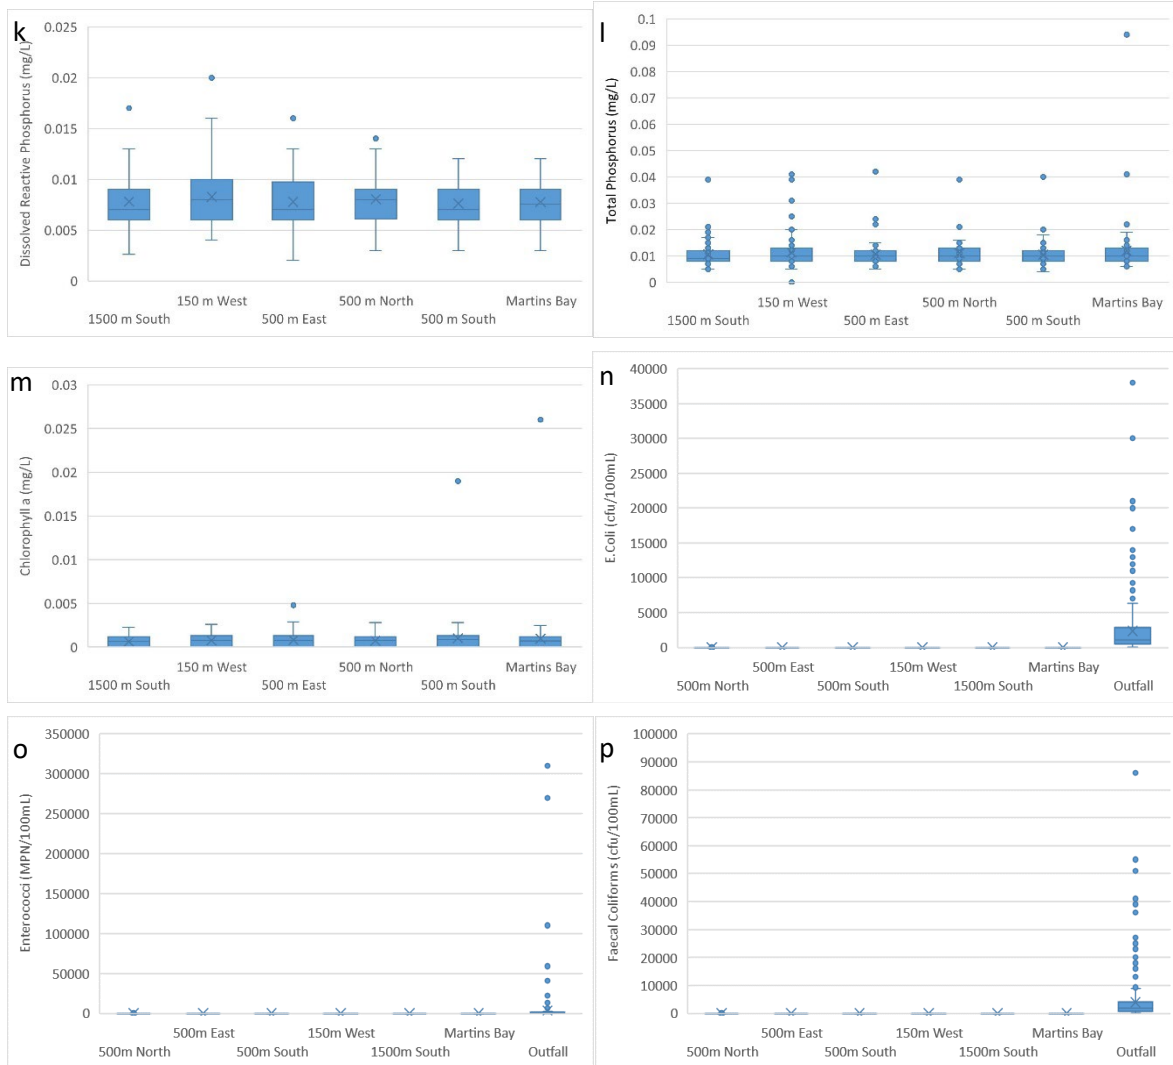 k
Dissolved Reactive Phosphorus (mg/L)
0.025
0.02
0.015
0.01
0.005
0
150 m West 500 m North Martins Bay
1500 m South 500 m East 500 m South
l
Total Phosphorus (mg/L)
0.1
0.09
0.08
0.07
0.06
0.05
0.04
0.03
0.02
0.01
0
150 m West 500 m North Martins Bay
1500 m South 500 m East 500 m South
m
Chlorophyll a (mg/L)
0.03
0.025
0.02
0.015
0.01
0.005
0
150 m West 500 m North Martins Bay
1500 m South 500 m East 500 m South
n
E.Coli (cfu/100mL)
40000
35000
30000
25000
20000
15000
10000
5000
0
500m East 150m West Martins Bay
500m North 500m South 1500m South Outfall
o
Enterococci (MPN/100mL)
350000
300000
250000
200000
150000
100000
50000
0
500m East 150m West Martins Bay
500m North 500m South 1500m South Outfall
p
Faecal Coliforms (cfu/100mL)
100000
90000
80000
70000
60000
50000
40000
30000
20000
10000
0
500m East 150m West Martins Bay
500m North 500m South 1500m South Outfall